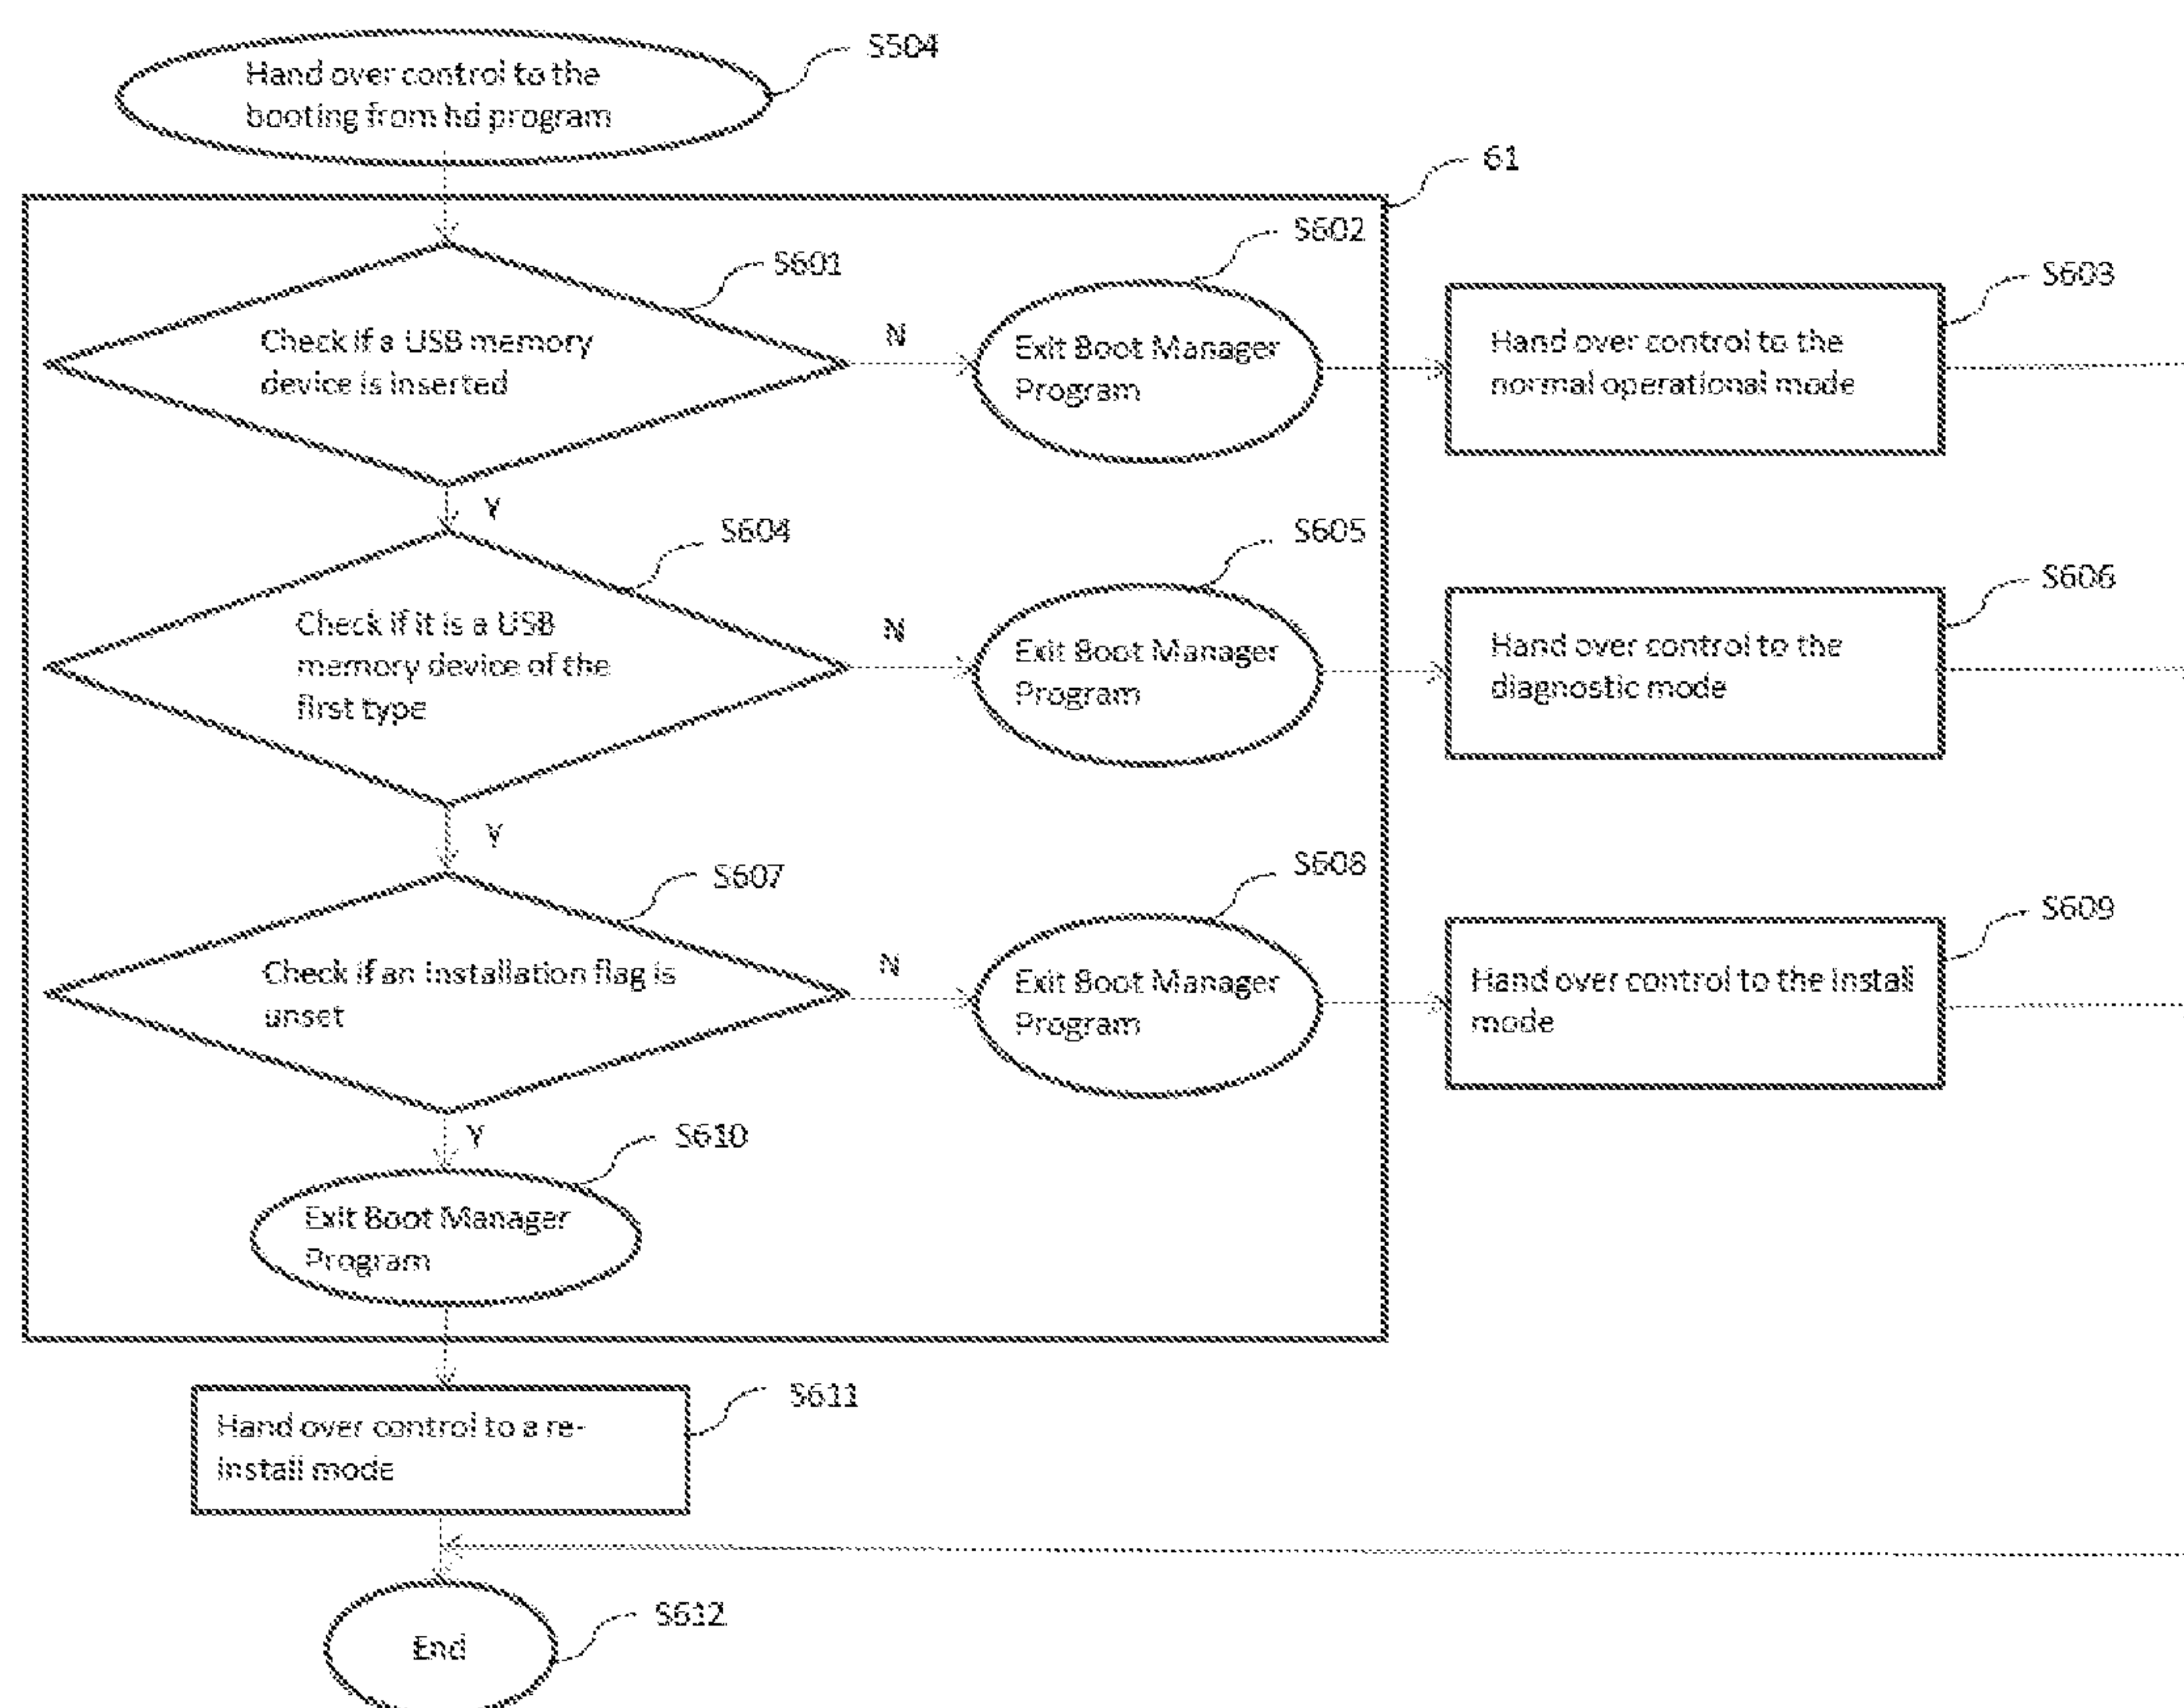 Hand over control to the
booting from hd program
S504
61
Check if a USB memory
device is inserted
S601
N
Exit Boot Manager
Program
S602
Hand over control to the
normal operational mode
S603
Y
Check if it is a USB
memory device of the
first type
S604
N
Exit Boot Manager
Program
S605
Hand over control to the
diagnostic mode
S606
Y
Check if an installation flag is
unset
S607
N
Exit Boot Manager
Program
S608
Hand over control to the install
mode
S609
Y
Exit Boot Manager
Program
S610
Hand over control to a re-
install mode
S611
End
S612